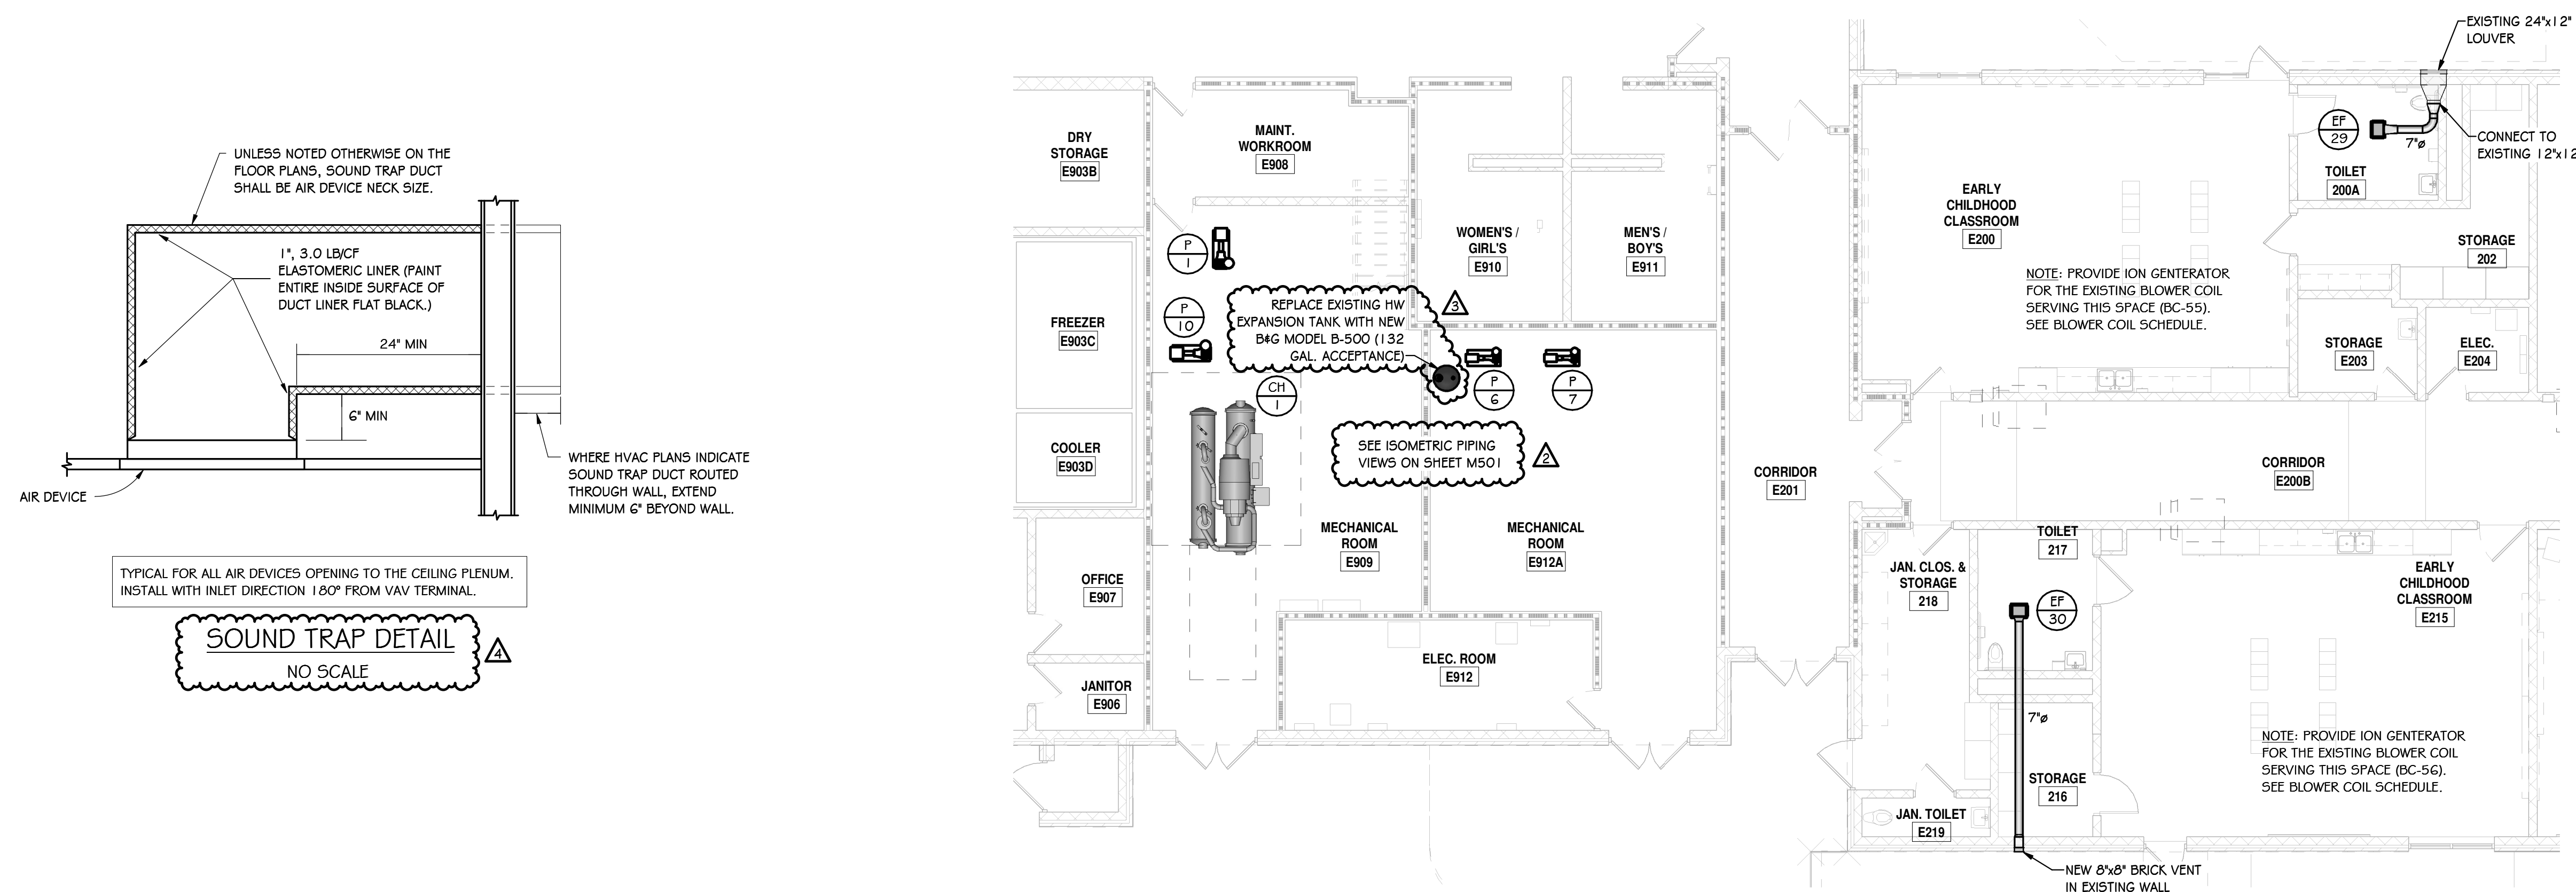 UNLESS NOTED OTHERWISE ON THE
FLOOR PLANS, SOUND TRAP DUCT
SHALL BE AIR DEVICE NECK SIZE.
1", 3.0 LB/CF
ELASTOMERIC LINER (PAINT
ENTIRE INSIDE SURFACE OF
DUCT LINER FLAT BLACK.)
24" MIN
6" MIN
AIR DEVICE
WHERE HVAC PLANS INDICATE
SOUND TRAP DUCT ROUTED
THROUGH WALL, EXTEND
MINIMUM 6" BEYOND WALL.
TYPICAL FOR ALL AIR DEVICES OPENING TO THE CEILING PLENUM.
INSTALL WITH INLET DIRECTION 180° FROM VAV TERMINAL.
SOUND TRAP DETAIL
NO SCALE
4
DRY
STORAGE
E903B
MAINT.
WORKROOM
E908
P
1
P
10
FREEZER
E903C
COOLER
E903D
REPLACE EXISTING HW
EXPANSION TANK WITH NEW
B&G MODEL B-500 (132
GAL. ACCEPTANCE)
3
WOMEN'S /
GIRL'S
E910
MEN'S /
BOY'S
E911
CH
1
P
6
P
7
SEE ISOMETRIC PIPING
VIEWS ON SHEET M501
2
MECHANICAL
ROOM
E909
MECHANICAL
ROOM
E912A
OFFICE
E907
JANITOR
E906
ELEC. ROOM
E912
CORRIDOR
E201
EXISTING 24"x12"
LOUVER
EF
29
7"ø
CONNECT TO
EXISTING 12"x12
TOILET
200A
EARLY
CHILDHOOD
CLASSROOM
E200
STORAGE
202
NOTE: PROVIDE ION GENTERATOR
FOR THE EXISTING BLOWER COIL
SERVING THIS SPACE (BC-55).
SEE BLOWER COIL SCHEDULE.
STORAGE
E203
ELEC.
E204
CORRIDOR
E200B
TOILET
217
JAN. CLOS. &
STORAGE
218
EF
30
EARLY
CHILDHOOD
CLASSROOM
E215
7"ø
NOTE: PROVIDE ION GENTERATOR
FOR THE EXISTING BLOWER COIL
SERVING THIS SPACE (BC-56).
SEE BLOWER COIL SCHEDULE.
STORAGE
216
JAN. TOILET
E219
NEW 8"x8" BRICK VENT
IN EXISTING WALL